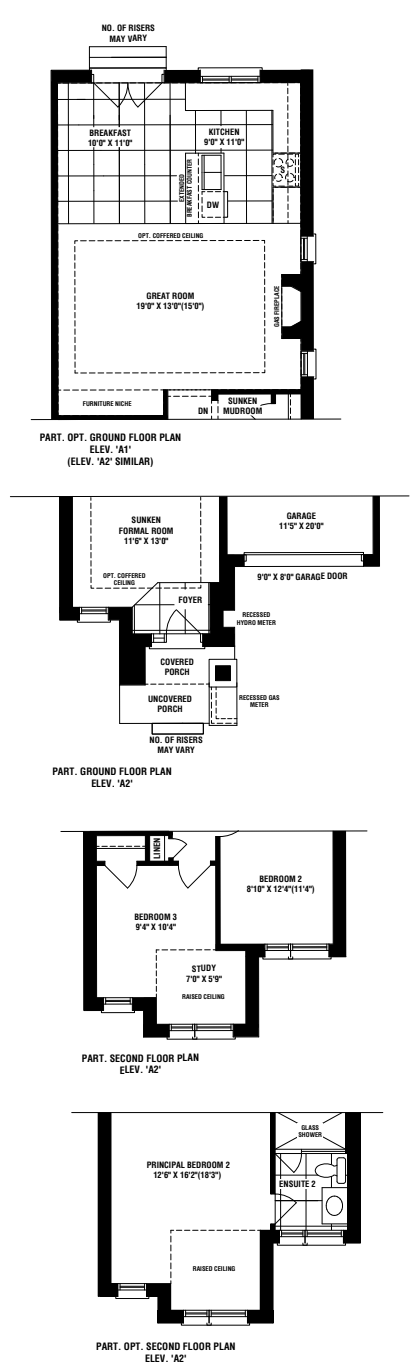 NO. OF RISERS
MAY VARY
BREAKFAST
10'0" X 11'0"
KITCHEN
9'0" X 11'0"
EXTENDED
BREAKFAST COUNTER
S
DW
OPT. COFFERED CEILING
GREAT ROOM
19'0" X 13'0"(15'0")
GAS FIREPLACE
FURNITURE NICHE
DN
SUNKEN
MUDROOM
PART. OPT. GROUND FLOOR PLAN
ELEV. 'A1'
(ELEV. 'A2' SIMILAR)
SUNKEN
FORMAL ROOM
11'6" X 13'0"
GARAGE
11'5" X 20'0"
OPT. COFFERED
CEILING
9'0" X 8'0" GARAGE DOOR
FOYER
RECESSED
HYDRO METER
COVERED
PORCH
UNCOVERED
PORCH
RECESSED GAS
METER
NO. OF RISERS
MAY VARY
PART. GROUND FLOOR PLAN
ELEV. 'A2'
LINEN
BEDROOM 2
8'10" X 12'4"(11'4")
BEDROOM 3
9'4" X 10'4"
STUDY
7'0" X 5'9"
RAISED CEILING
PART. SECOND FLOOR PLAN
ELEV. 'A2'
GLASS
SHOWER
PRINCIPAL BEDROOM 2
12'6" X 16'2"(18'3")
ENSUITE 2
RAISED CEILING
PART. OPT. SECOND FLOOR PLAN
ELEV. 'A2'